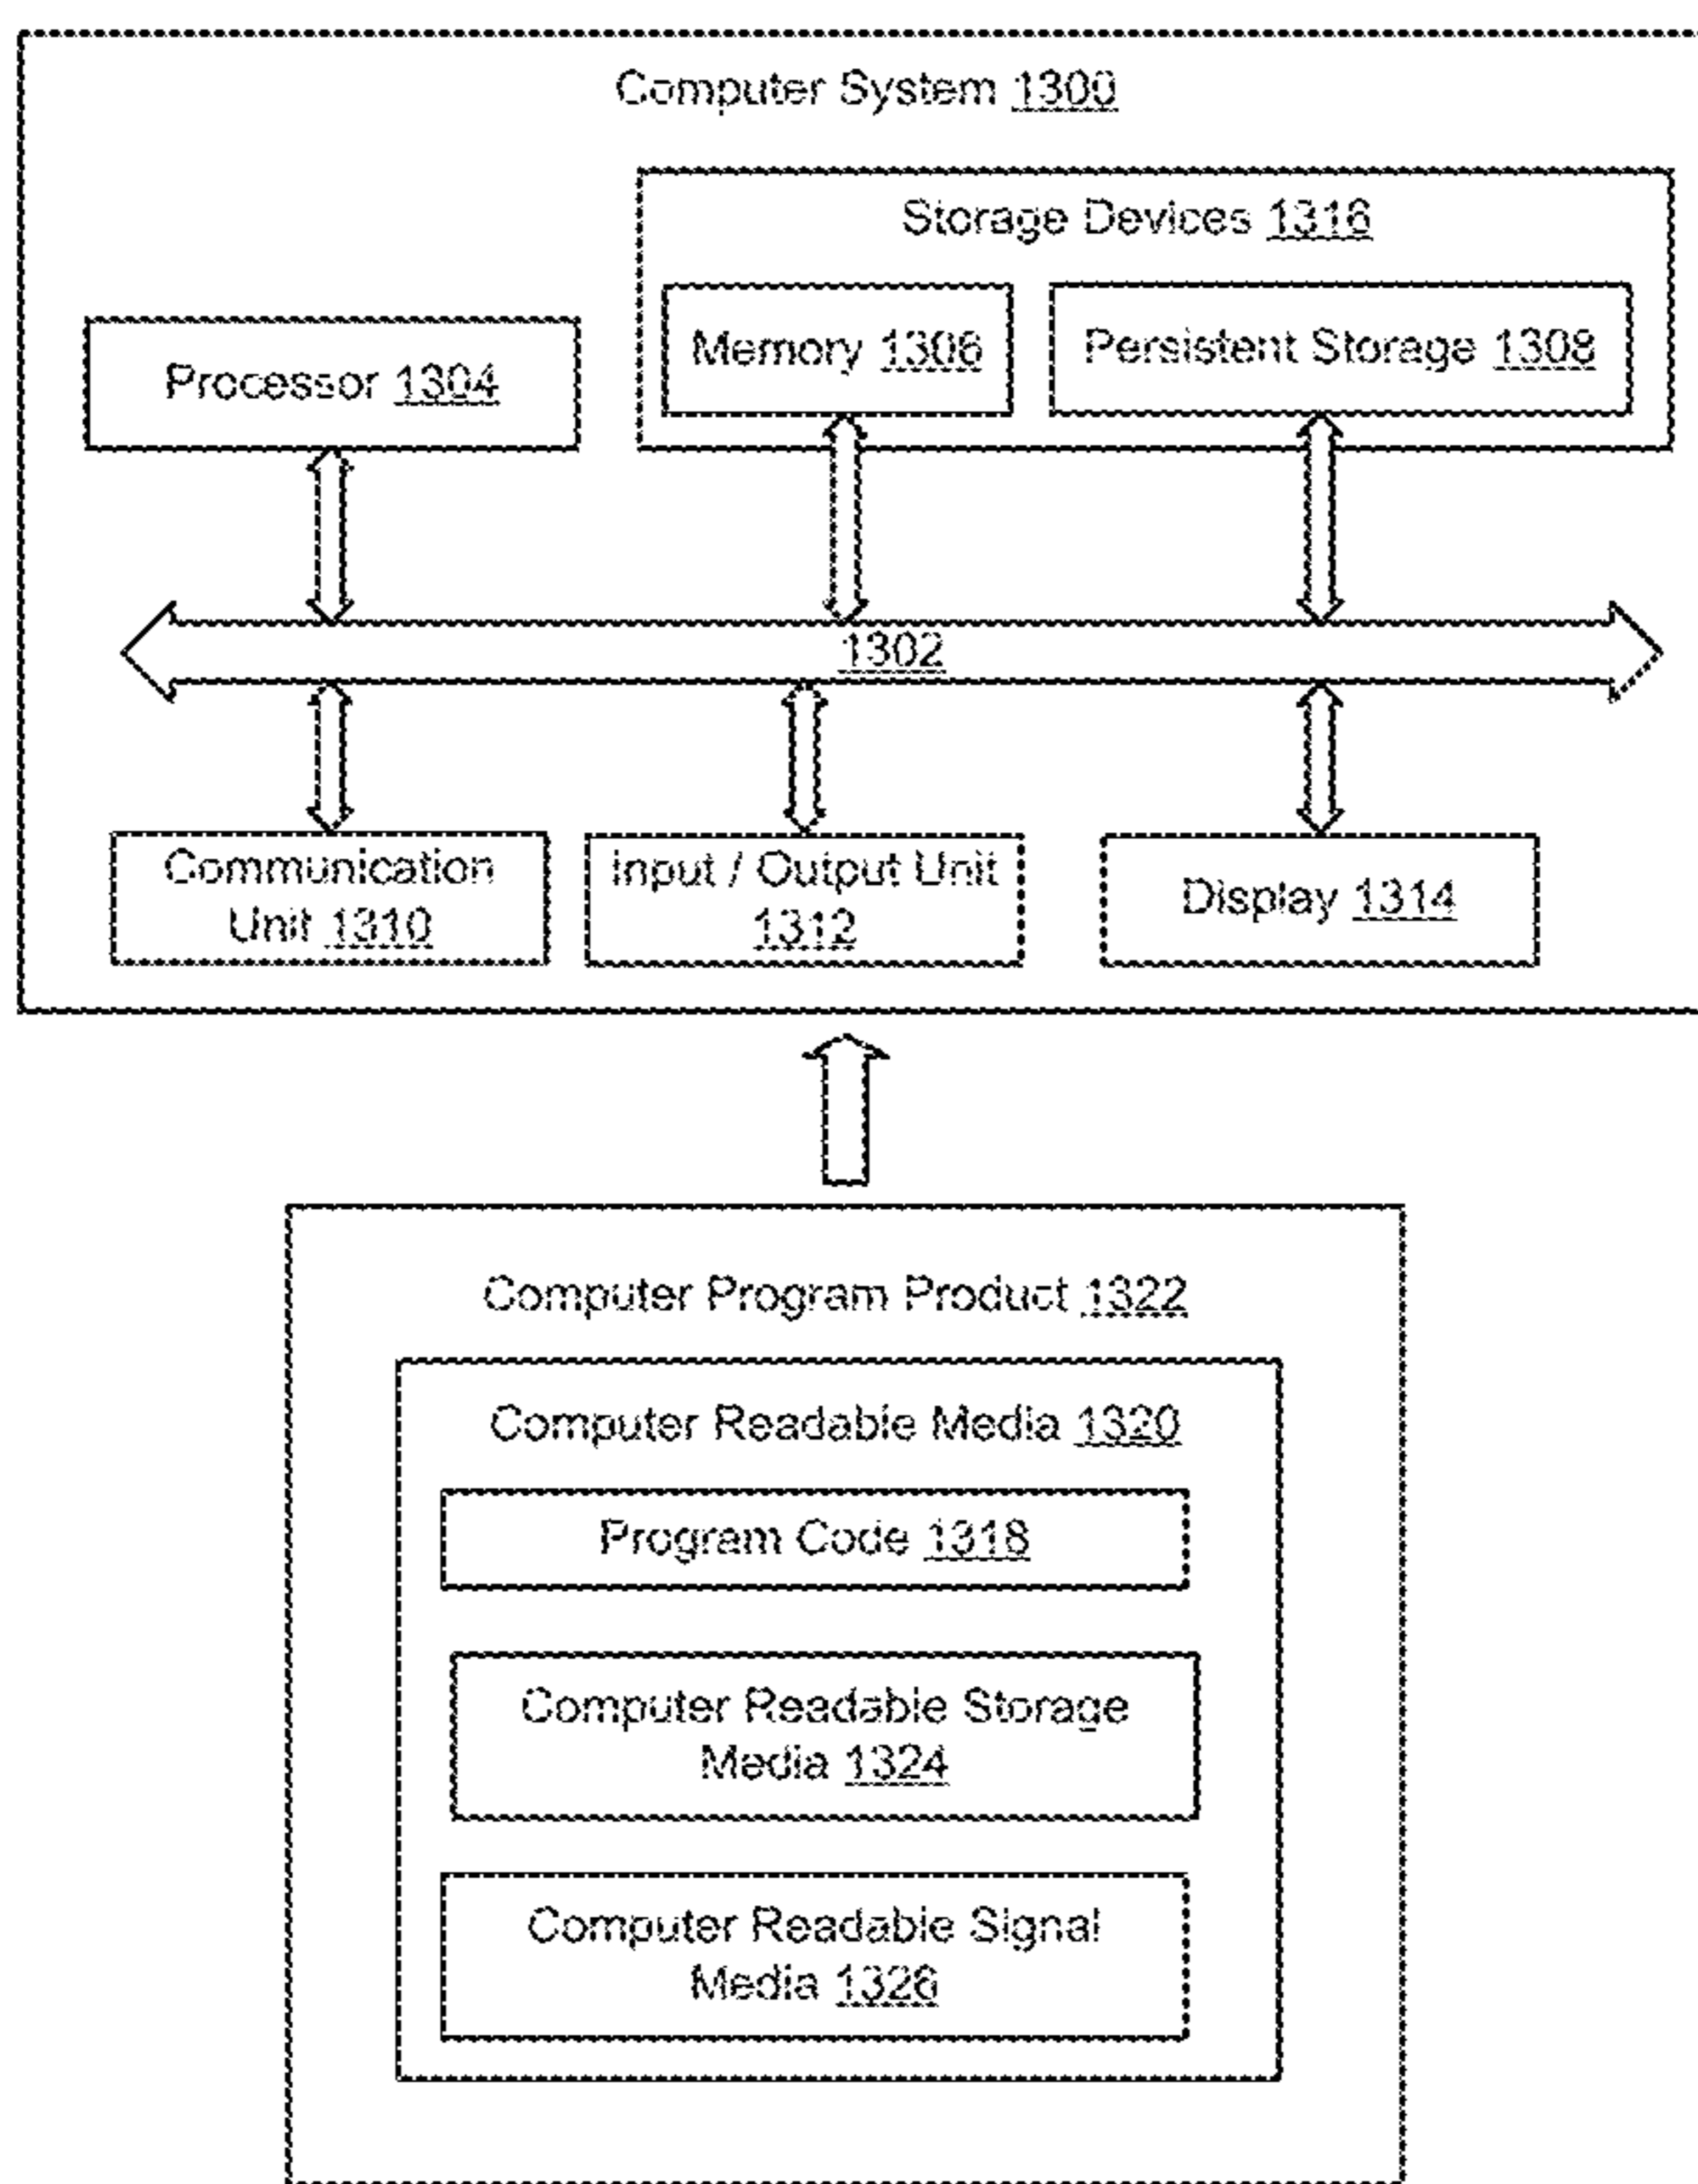 Computer System 1300
Storage Devices 1316
Memory 1306
Persistent Storage 1308
Processor 1304
1302
Communication
Unit 1310
Input / Output Unit
1312
Display 1314
Computer Program Product 1322
Computer Readable Media 1320
Program Code 1318
Computer Readable Storage
Media 1324
Computer Readable Signal
Media 1326